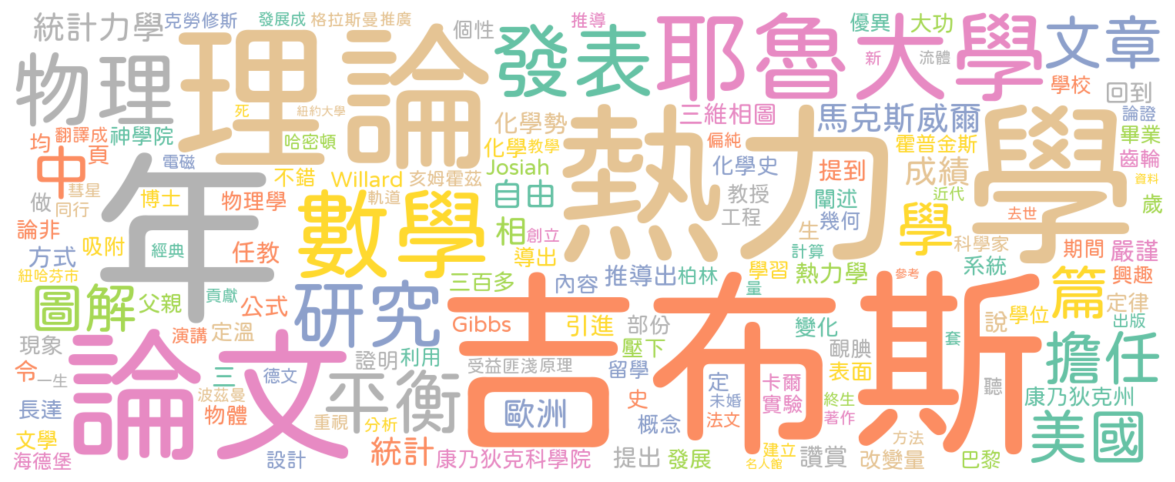 統計力學
克勞修斯
發展成
格拉斯曼
推廣
個性
推導
優異
大功
物理
理論
發表
耶魯大學
文章
新
流體
學校
回到
死
紐約大學
三維相圖
馬克斯威爾
論證
畢業
均
翻譯成
神學院
哈密頓
化學勢
偏純
霍普金斯
化學
教學
中
頁
電磁
Josiah
化學史
提到
成績
齒輪
資料
彗星
年
不錯
Willard
亥姆霍茲
熱力學
教授
闡述
近代
做
同行
博士
物理學
軌道
自由
工程
幾何
學
去世
歲
論非
數學
相
創立
生
科學家
期間
嚴謹
方式
吸附
經典
任教
導出
計算
紐哈芬市
三百多
內容
推導出
柏林
學習
量
熱力學
參考
系統
興趣
圖解
父親
貢獻
公式
研究
吉布斯
篇
定律
出版
演講
定溫
Gibbs
引進
部份
變化
說
學位
現象
論文
證明
利用
壓下
套
擔任
令
一生
三
德文
平衡
受益匪淺
原理
留學
定
未婚
卡爾
靦腆
表面
聽
長達
波茲曼
物體
重視
分析
歐洲
史
概念
法文
實驗
終生
著作
康乃狄克州
文學
海德堡
設計
統計
康乃狄克科學院
提出
發展
建立
名人館
讚賞
方法
改變量
巴黎
美國